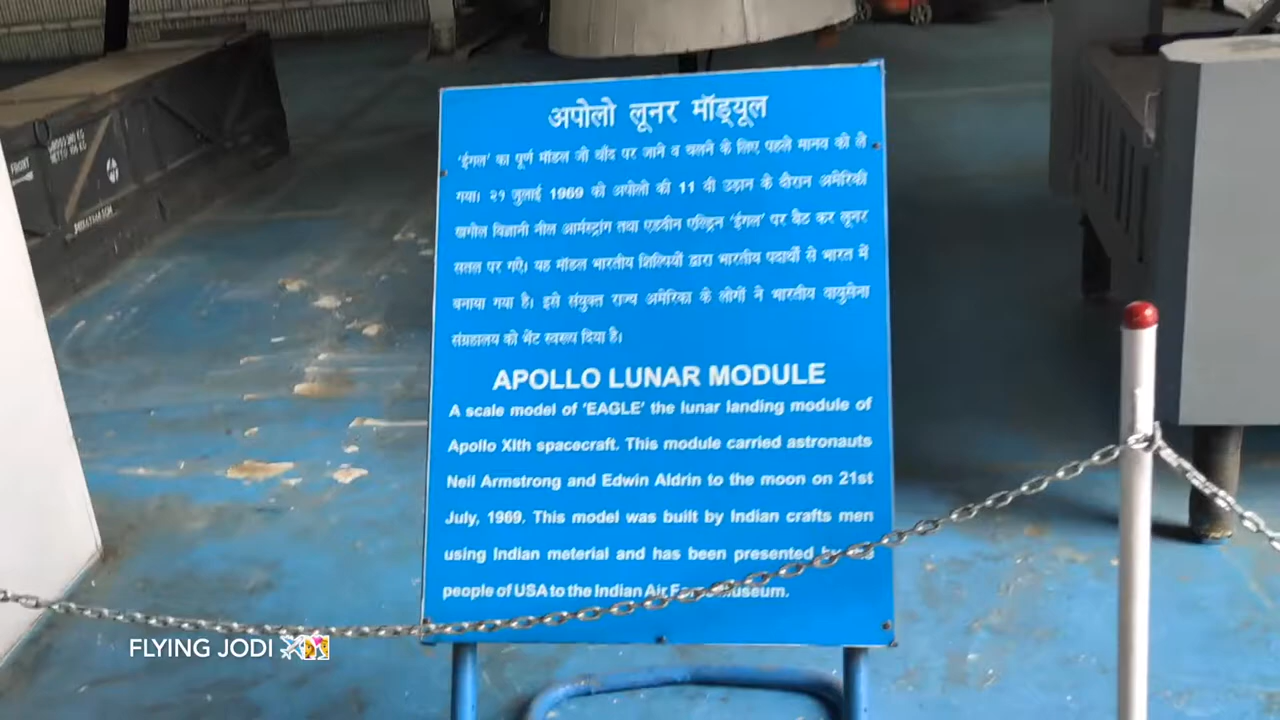 अपोलो लूनर मॉड्यूल
'ईगल' का पूर्ण मॉडल जो चाँद पर जाने व चलने के लिए पहले मानव को ले
गया। २१ जुलाई 1969 को अपोलो की 11 वी उड़ान के दौरान अमेरिकी
खगोल विज्ञानी नील आर्मस्ट्रांग तथा एडवीन एल्ड्रिन 'ईगल' पर बैठ कर लूनर
सतल पर गऐ। यह मॉडल भारतीय शिल्पियों द्वारा भारतीय पदार्थों से भारत में
बनाया गया है। इसे संयुक्त राज्य अमेरिका के लोगों ने भारतीय वायुसेना
संग्रहालय को भेंट स्वरूप दिया है।
APOLLO LUNAR MODULE
A scale model of 'EAGLE' the lunar landing module of
Apollo XIth spacecraft. This module carried astronauts
Neil Armstrong and Edwin Aldrin to the moon on 21st
July, 1969. This model was built by Indian crafts men
using Indian meterial and has been presented by the
people of USA to the Indian Air Force Museum.
FLYING JODI
FRONT